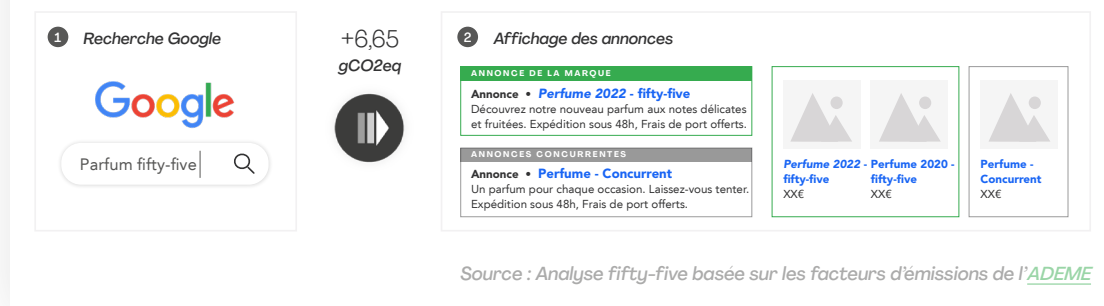 1 Recherche Google
Google
Parfum fifty-five
+6,65
gCO2eq
2 Affichage des annonces
ANNONCE DE LA MARQUE
Annonce • Perfume 2022 - fifty-five
Découvrez notre nouveau parfum aux notes délicates
et fruitées. Expédition sous 48h, Frais de port offerts.
ANNONCES CONCURRENTES
Annonce • Perfume - Concurrent
Un parfum pour chaque occasion. Laissez-vous tenter.
Expédition sous 48h, Frais de port offerts.
Perfume 2022 -
fifty-five
XX€
Perfume 2020 -
fifty-five
XX€
Perfume -
Concurrent
XX€
Source : Analyse fifty-five basée sur les facteurs d'émissions de l'ADEME